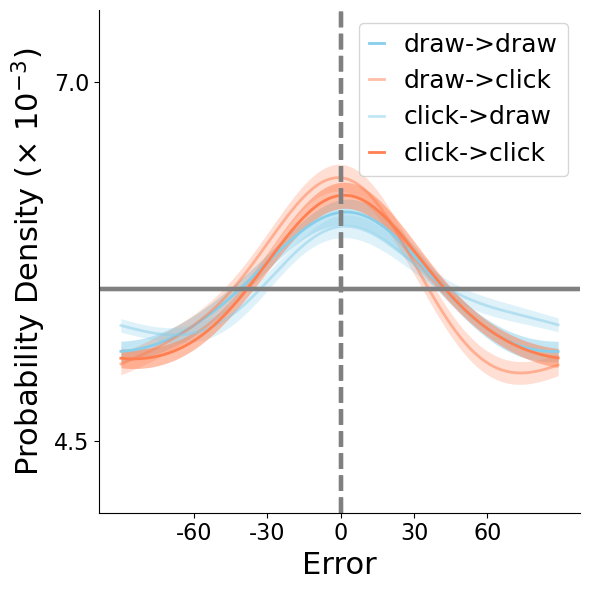 draw->draw
draw->click
click->draw
click->click
Probability Density (× 10⁻³)
7.0
4.5
-60 -30 0 30 60
Error